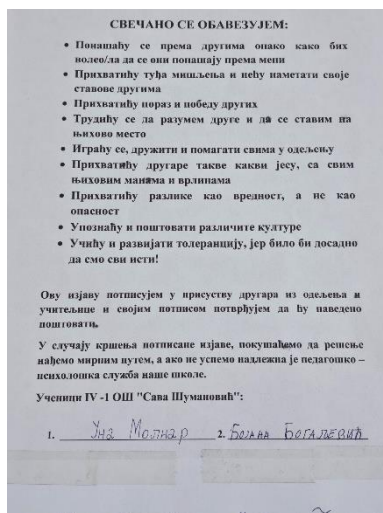 СВЕЧАНО СЕ ОБАВЕЗУЈЕМ:
• Понашаћу се према другима онако како бих
волео/ла да се они понашају према мени
• Прихватићу туђа мишљења и нећу наметати своје
ставове другима
• Прихватићу пораз и победу других
• Трудићу се да разумем друге и да се ставим на
њихово место
• Играћу се, дружити и помагати свима у одељењу
• Прихватићу другаре такве какви јесу, са свим
њиховим манама и врлинама
• Прихватићу разлике као вредност, а не као
опасност
• Упознаћу и поштовати различите културе
• Учићу и развијати толеранцију, јер било би досадно
да смо сви исти!
Ову изјаву потписујем у присуству другара из одељења и
учитељице и својим потписом потврђујем да ћу наведено
поштовати.
У случају кршења потписане изјаве, покушаћемо да решење
нађемо мирним путем, а ако не успемо надлежна је педагошко –
психолошка служба наше школе.
Ученици IV -1 ОШ "Сава Шумановић":
1. Уна Молнар 2. Бојана Богаљевић